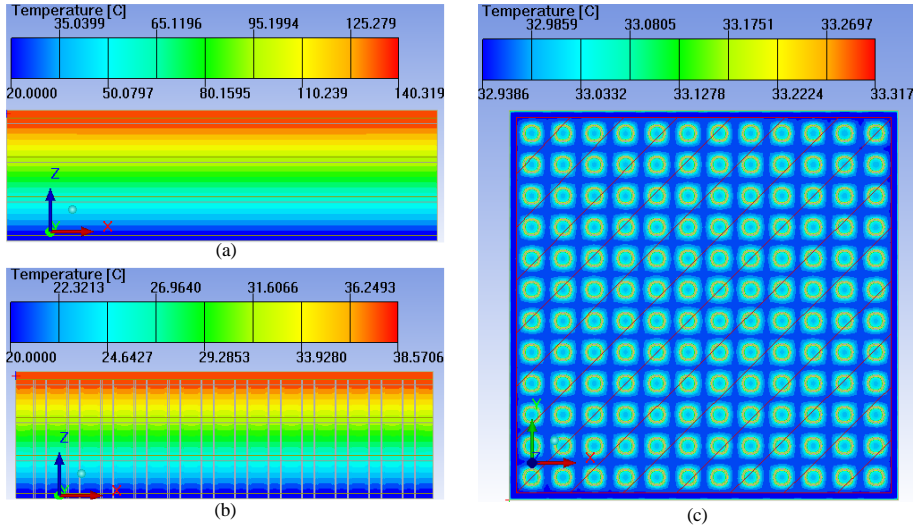 Temperature [C]
35.0399 65.1196 95.1994 125.279
20.0000 50.0797 80.1595 110.239 140.319
Z
Y
X
(a)
Temperature [C]
22.3213 26.9640 31.6066 36.2493
20.0000 24.6427 29.2853 33.9280 38.5706
Z
Y
X
(b)
Temperature [C]
32.9859 33.0805 33.1751 33.2697
32.9386 33.0332 33.1278 33.2224 33.317
Y
Z
X
(c)